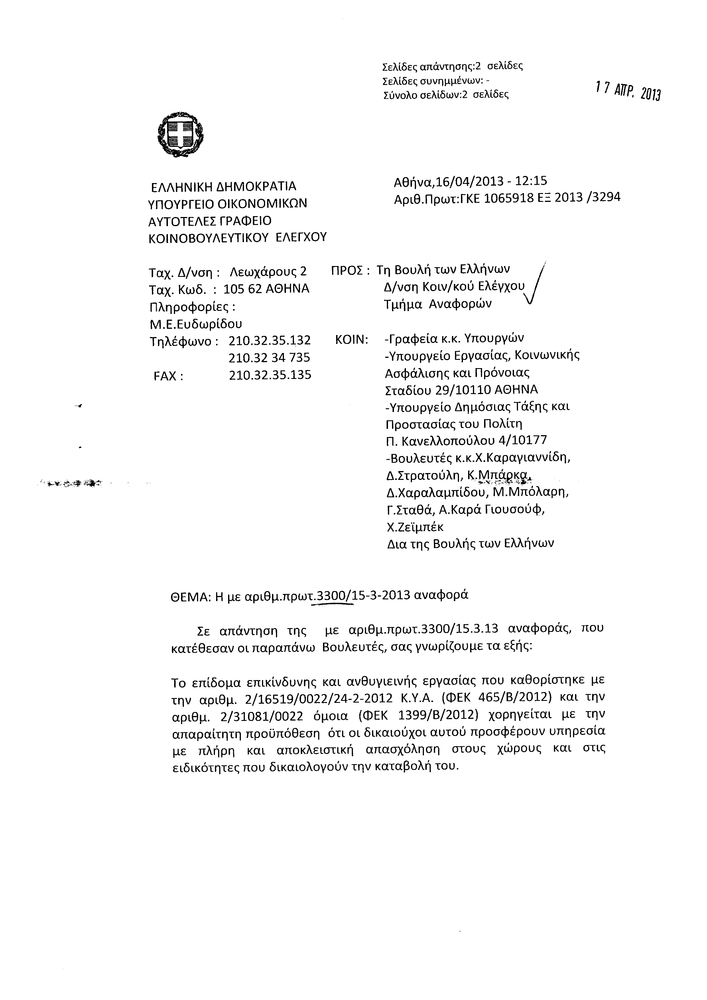 Σελίδες απάντησης:2 σελίδες
Σελίδες συνημμένων: -
Σύνολο σελίδων:2 σελίδες
17 ΑΠΡ. 2013
ΕΛΛΗΝΙΚΗ ΔΗΜΟΚΡΑΤΙΑ
ΥΠΟΥΡΓΕΙΟ ΟΙΚΟΝΟΜΙΚΩΝ
ΑΥΤΟΤΕΛΕΣ ΓΡΑΦΕΙΟ
ΚΟΙΝΟΒΟΥΛΕΥΤΙΚΟΥ ΕΛΕΓΧΟΥ
Αθήνα,16/04/2013 - 12:15
Αριθ.Πρωτ:ΓΚΕ 1065918 ΕΞ 2013 /3294
Ταχ. Δ/νση : Λεωχάρους 2
Ταχ. Κωδ. : 105 62 ΑΘΗΝΑ
Πληροφορίες :
Μ.Ε.Ευδωρίδου
Τηλέφωνο : 210.32.35.132
210.32 34 735
FAX : 210.32.35.135
ΠΡΟΣ : Τη Βουλή των Ελλήνων
Δ/νση Κοιν/κού Ελέγχου
Τμήμα Αναφορών
ΚΟΙΝ: -Γραφεία κ.κ. Υπουργών
-Υπουργείο Εργασίας, Κοινωνικής
Ασφάλισης και Πρόνοιας
Σταδίου 29/10110 ΑΘΗΝΑ
-Υπουργείο Δημόσιας Τάξης και
Προστασίας του Πολίτη
Π. Κανελλοπούλου 4/10177
-Βουλευτές κ.κ.Χ.Καραγιαννίδη,
Δ.Στρατούλη, Κ.Μπάρκα,
Δ.Χαραλαμπίδου, Μ.Μπόλαρη,
Γ.Σταθά, Α.Καρά Γιουσούφ,
Χ.Ζεϊμπέκ
Δια της Βουλής των Ελλήνων
ΘΕΜΑ: Η με αριθμ.πρωτ.3300/15-3-2013 αναφορά
Σε απάντηση της με αριθμ.πρωτ.3300/15.3.13 αναφοράς, που
κατέθεσαν οι παραπάνω Βουλευτές, σας γνωρίζουμε τα εξής:
Το επίδομα επικίνδυνης και ανθυγιεινής εργασίας που καθορίστηκε με
την αριθμ. 2/16519/0022/24-2-2012 Κ.Υ.Α. (ΦΕΚ 465/Β/2012) και την
αριθμ. 2/31081/0022 όμοια (ΦΕΚ 1399/Β/2012) χορηγείται με την
απαραίτητη προϋπόθεση ότι οι δικαιούχοι αυτού προσφέρουν υπηρεσία
με πλήρη και αποκλειστική απασχόληση στους χώρους και στις
ειδικότητες που δικαιολογούν την καταβολή του.